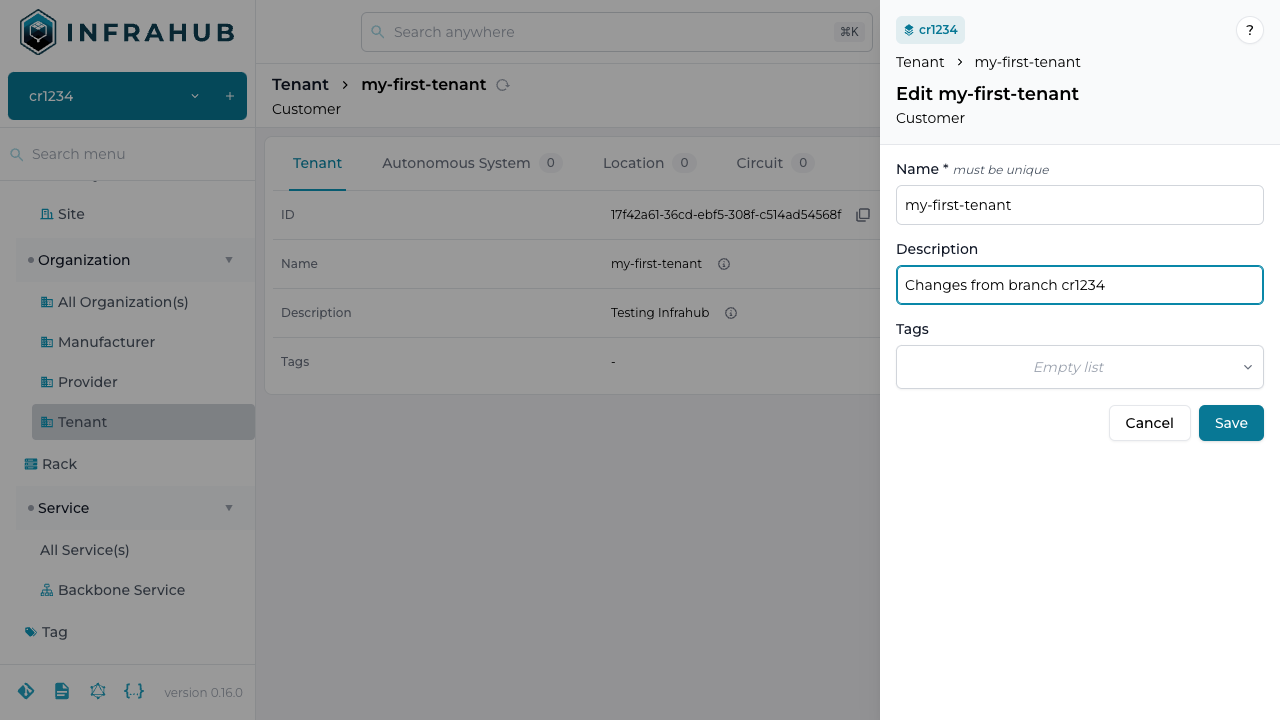 INFRAHUB
cr1234
+
Search menu
Site
Organization
All Organization(s)
Manufacturer
Provider
Tenant
Rack
Service
All Service(s)
Backbone Service
Tag
version 0.16.0
Search anywhere
⌘K
Tenant > my-first-tenant
Customer
Tenant
Autonomous System 0
Location 0
Circuit 0
ID 17f42a61-36cd-ebf5-308f-c514ad54568f
Name my-first-tenant
Description Testing Infrahub
Tags -
cr1234
?
Tenant > my-first-tenant
Edit my-first-tenant
Customer
Name * must be unique
my-first-tenant
Description
Changes from branch cr1234
Tags
Empty list
Cancel
Save